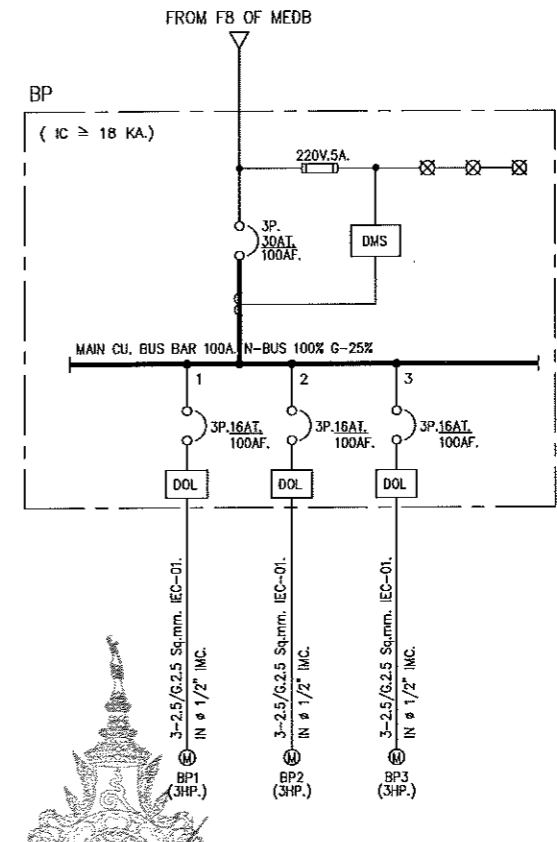 FROM F8 OF MEDB
BP
( IC ≥ 18 KA.)
220V.5A.
3P.
30AT.
100AF.
DMS
MAIN CU. BUS BAR 100A. N-BUS 100% G-25%
1
2
3
3P.16AT.
100AF.
3P.16AT.
100AF.
3P.16AT.
100AF.
DOL
DOL
DOL
3-2.5/G.2.5 Sq.mm. IEC-01.
IN ø 1/2" IMC.
3-2.5/G.2.5 Sq.mm. IEC-01.
IN ø 1/2" IMC.
3-2.5/G.2.5 Sq.mm. IEC-01.
IN ø 1/2" IMC.
M
M
M
BP1
(3HP.)
BP2
(3HP.)
BP3
(3HP.)